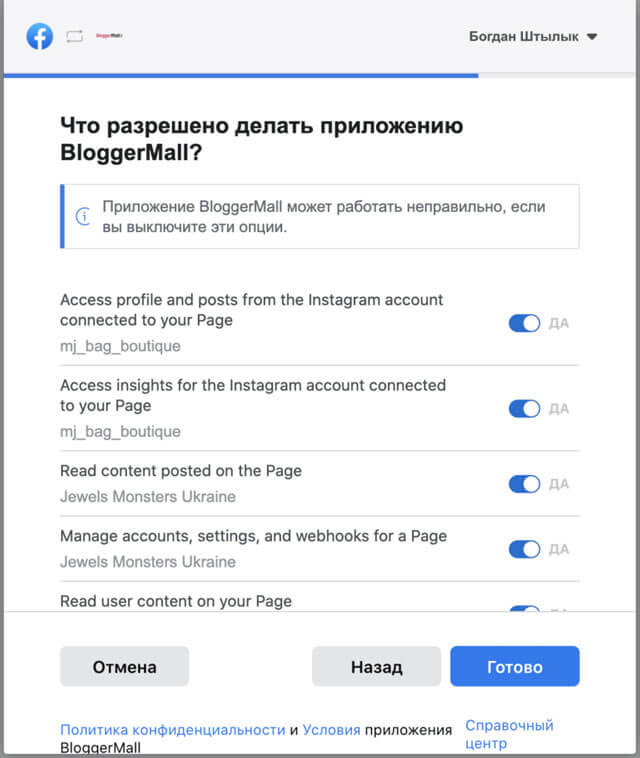 BloggerMall
Богдан Штылык
Что разрешено делать приложению
BloggerMall?
Приложение BloggerMall может работать неправильно, если
вы выключите эти опции.
Access profile and posts from the Instagram account
connected to your Page
ДА
mj_bag_boutique
Access insights for the Instagram account connected
to your Page
ДА
mj_bag_boutique
Read content posted on the Page
ДА
Jewels Monsters Ukraine
Manage accounts, settings, and webhooks for a Page
ДА
Jewels Monsters Ukraine
Read user content on your Page
Отмена
Назад
Готово
Политика конфиденциальности и Условия приложения
BloggerMall
Справочный
центр